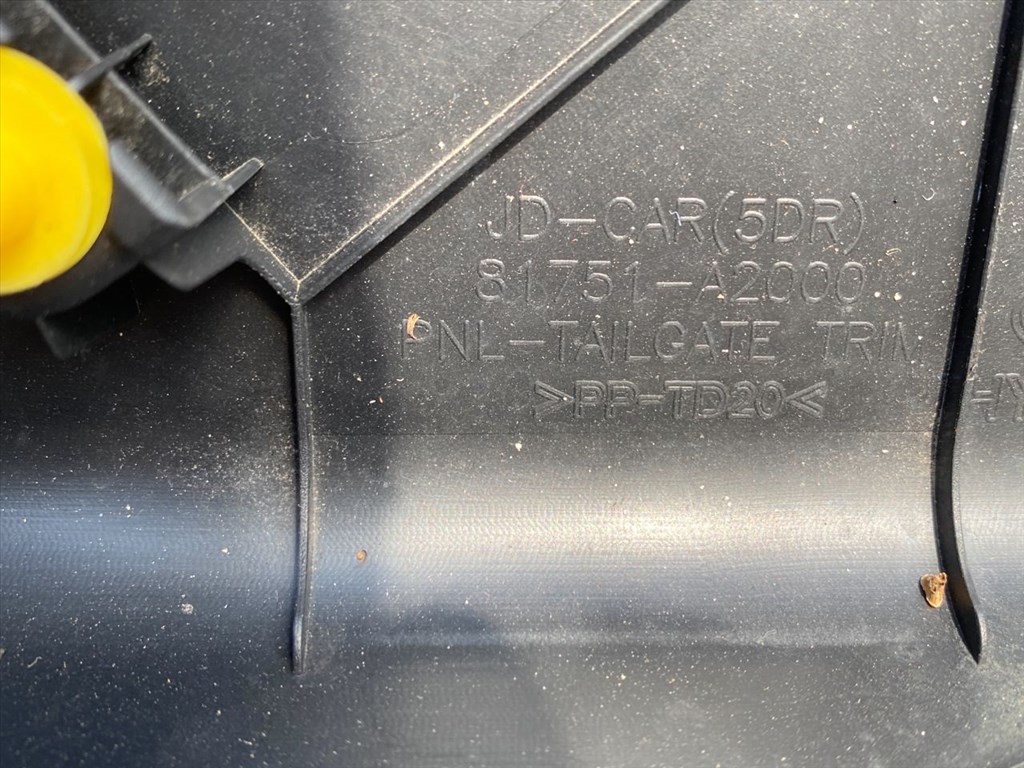 JD-CAR(5DR)
81751-A2000
PNL-TAILGATE TRIM
>PP-TD20<